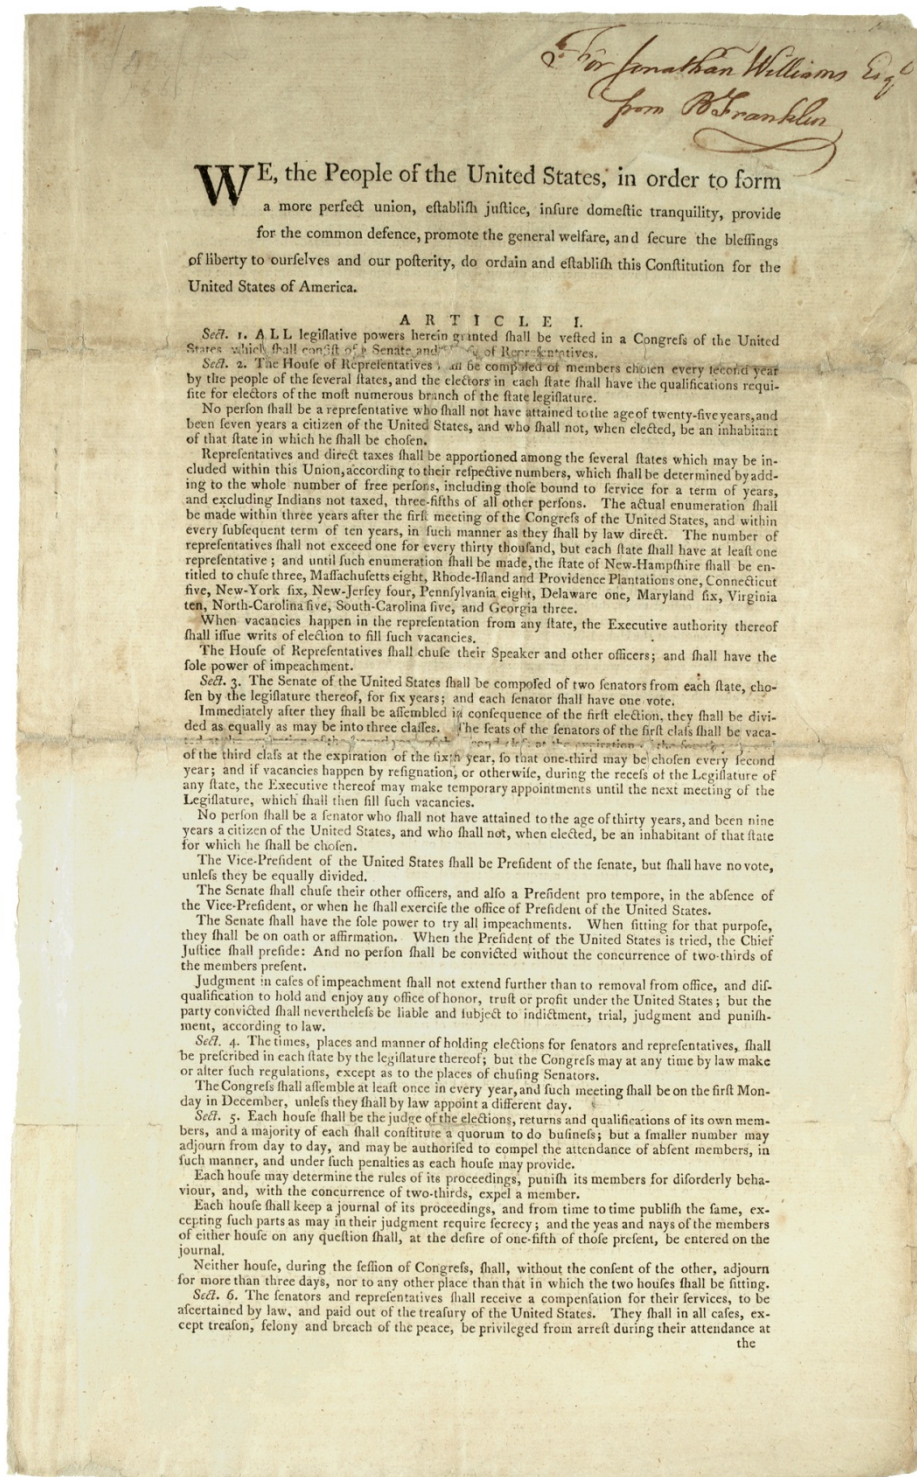 For Jonathan Williams Esqr
from B Franklin
WE, the People of the United States, in order to form
a more perfect union, eſtabliſh juſtice, inſure domeſtic tranquility, provide
for the common defence, promote the general welfare, and ſecure the bleſſings
of liberty to ourſelves and our poſterity, do ordain and eſtabliſh this Conſtitution for the
United States of America.
ARTICLE I.
Sect. 1. ALL legiſlative powers herein granted ſhall be veſted in a Congreſs of the United
States, which ſhall conſiſt of a Senate and of Repreſentatives.
Sect. 2. The Houſe of Repreſentatives ſhall be compoſed of members choſen every ſecond year
by the people of the ſeveral ſtates, and the electors in each ſtate ſhall have the qualifications requi-
ſite for electors of the moſt numerous branch of the ſtate legiſlature.
No perſon ſhall be a repreſentative who ſhall not have attained to the age of twenty-five years, and
been ſeven years a citizen of the United States, and who ſhall not, when elected, be an inhabitant
of that ſtate in which he ſhall be choſen.
Repreſentatives and direct taxes ſhall be apportioned among the ſeveral ſtates which may be in-
cluded within this Union, according to their reſpective numbers, which ſhall be determined by add-
ing to the whole number of free perſons, including thoſe bound to ſervice for a term of years,
and excluding Indians not taxed, three-fifths of all other perſons. The actual enumeration ſhall
be made within three years after the firſt meeting of the Congreſs of the United States, and within
every ſubſequent term of ten years, in ſuch manner as they ſhall by law direct. The number of
repreſentatives ſhall not exceed one for every thirty thouſand, but each ſtate ſhall have at leaſt one
repreſentative; and until ſuch enumeration ſhall be made, the ſtate of New-Hampſhire ſhall be en-
titled to chuſe three, Maſſachuſetts eight, Rhode-Iſland and Providence Plantations one, Connecticut
five, New-York ſix, New-Jerſey four, Pennſylvania eight, Delaware one, Maryland ſix, Virginia
ten, North-Carolina five, South-Carolina five, and Georgia three.
When vacancies happen in the repreſentation from any ſtate, the Executive authority thereof
ſhall iſſue writs of election to fill ſuch vacancies.
The Houſe of Repreſentatives ſhall chuſe their Speaker and other officers; and ſhall have the
ſole power of impeachment.
Sect. 3. The Senate of the United States ſhall be compoſed of two ſenators from each ſtate, cho-
ſen by the legiſlature thereof, for ſix years; and each ſenator ſhall have one vote.
Immediately after they ſhall be aſſembled in conſequence of the firſt election, they ſhall be divi-
ded as equally as may be into three claſſes. The ſeats of the ſenators of the firſt claſs ſhall be vaca-
of the third claſs at the expiration of the ſixth year, ſo that one-third may be choſen every ſecond
year; and if vacancies happen by reſignation, or otherwiſe, during the receſs of the Legiſlature of
any ſtate, the Executive thereof may make temporary appointments until the next meeting of the
Legiſlature, which ſhall then fill ſuch vacancies.
No perſon ſhall be a ſenator who ſhall not have attained to the age of thirty years, and been nine
years a citizen of the United States, and who ſhall not, when elected, be an inhabitant of that ſtate
for which he ſhall be choſen.
The Vice-Preſident of the United States ſhall be Preſident of the ſenate, but ſhall have no vote,
unleſs they be equally divided.
The Senate ſhall chuſe their other officers, and alſo a Preſident pro tempore, in the abſence of
the Vice-Preſident, or when he ſhall exerciſe the office of Preſident of the United States.
The Senate ſhall have the ſole power to try all impeachments. When ſitting for that purpoſe,
they ſhall be on oath or affirmation. When the Preſident of the United States is tried, the Chief
Juſtice ſhall preſide: And no perſon ſhall be convicted without the concurrence of two-thirds of
the members preſent.
Judgment in caſes of impeachment ſhall not extend further than to removal from office, and diſ-
qualification to hold and enjoy any office of honor, truſt or profit under the United States; but the
party convicted ſhall nevertheleſs be liable and ſubject to indictment, trial, judgment and puniſh-
ment, according to law.
Sect. 4. The times, places and manner of holding elections for ſenators and repreſentatives, ſhall
be preſcribed in each ſtate by the legiſlature thereof; but the Congreſs may at any time by law make
or alter ſuch regulations, except as to the places of chuſing Senators.
The Congreſs ſhall aſſemble at leaſt once in every year, and ſuch meeting ſhall be on the firſt Mon-
day in December, unleſs they ſhall by law appoint a different day.
Sect. 5. Each houſe ſhall be the judge of the elections, returns and qualifications of its own mem-
bers, and a majority of each ſhall conſtitute a quorum to do buſineſs; but a ſmaller number may
adjourn from day to day, and may be authoriſed to compel the attendance of abſent members, in
ſuch manner, and under ſuch penalties as each houſe may provide.
Each houſe may determine the rules of its proceedings, puniſh its members for diſorderly beha-
viour, and, with the concurrence of two-thirds, expel a member.
Each houſe ſhall keep a journal of its proceedings, and from time to time publiſh the ſame, ex-
cepting ſuch parts as may in their judgment require ſecrecy; and the yeas and nays of the members
of either houſe on any queſtion ſhall, at the deſire of one-fifth of thoſe preſent, be entered on the
journal.
Neither houſe, during the ſeſſion of Congreſs, ſhall, without the conſent of the other, adjourn
for more than three days, nor to any other place than that in which the two houſes ſhall be ſitting.
Sect. 6. The ſenators and repreſentatives ſhall receive a compenſation for their ſervices, to be
aſcertained by law, and paid out of the treaſury of the United States. They ſhall in all caſes, ex-
cept treaſon, felony and breach of the peace, be privileged from arreſt during their attendance at
the